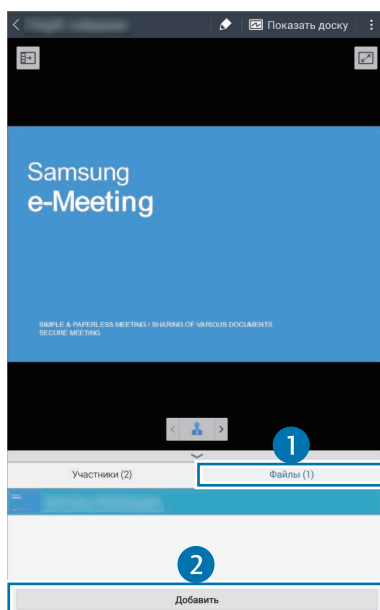 Показать доску
Samsung
e-Meeting
SIMPLE & PAPERLESS MEETING / SHARING OF VARIOUS DOCUMENTS
SECURE MEETING
1
Участники (2)
Файлы (1)
2
Добавить